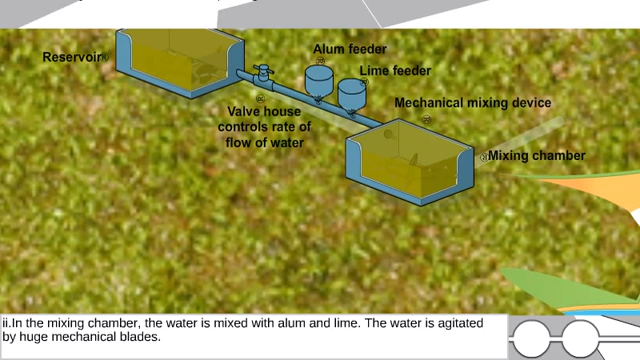 Alum feeder
Reservoir
Lime feeder
Mechanical mixing device
Valve house
controls rate of
flow of water
Mixing chamber
ii.In the mixing chamber, the water is mixed with alum and lime. The water is agitated
by huge mechanical blades.